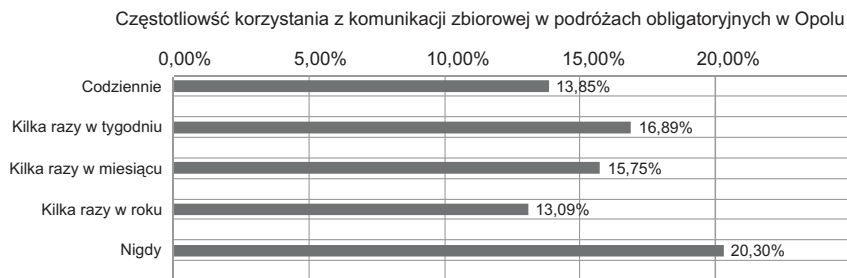 Częstotliowść korzystania z komunikacji zbiorowej w podróżach obligatoryjnych w Opolu
0,00% 5,00% 10,00% 15,00% 20,00%
Codziennie 13,85%
Kilka razy w tygodniu 16,89%
Kilka razy w miesiącu 15,75%
Kilka razy w roku 13,09%
Nigdy 20,30%